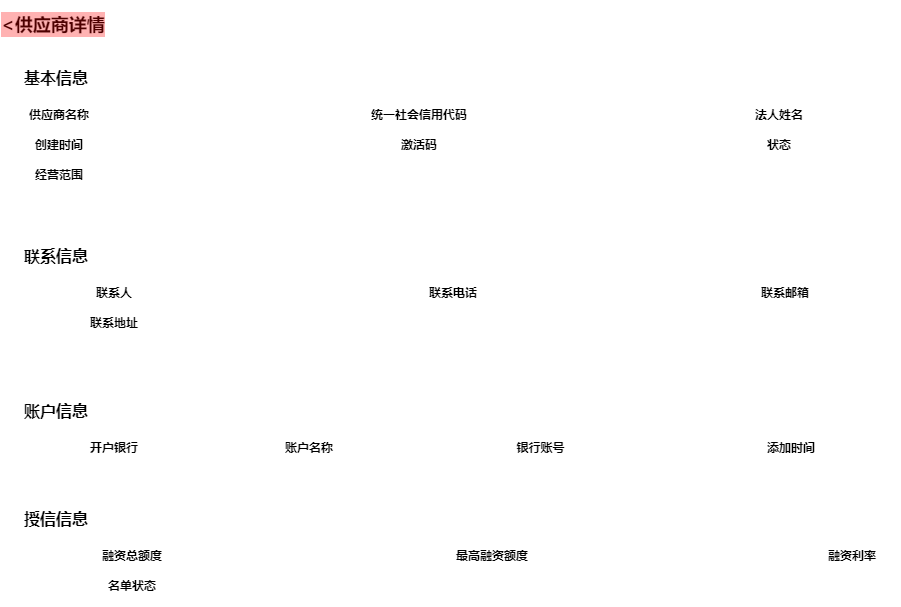 <供应商详情
基本信息
供应商名称 统一社会信用代码 法人姓名
创建时间 激活码 状态
经营范围
联系信息
联系人 联系电话 联系邮箱
联系地址
账户信息
开户银行 账户名称 银行账号 添加时间
授信信息
融资总额度 最高融资额度 融资利率
名单状态